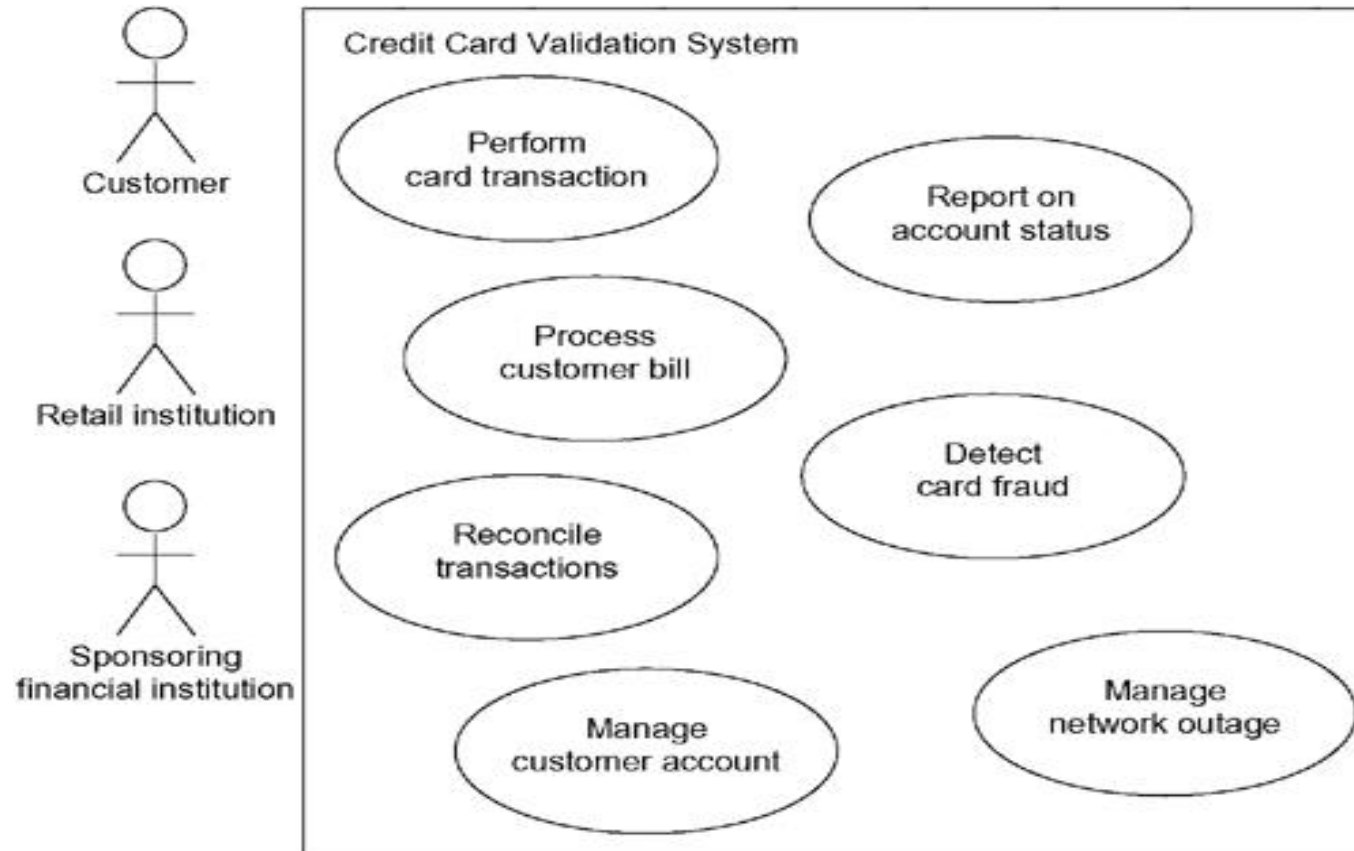 Credit Card Validation System
Perform
card transaction
Customer
Report on
account status
Process
customer bill
Retail institution
Detect
card fraud
Reconcile
transactions
Sponsoring
financial institution
Manage
network outage
Manage
customer account